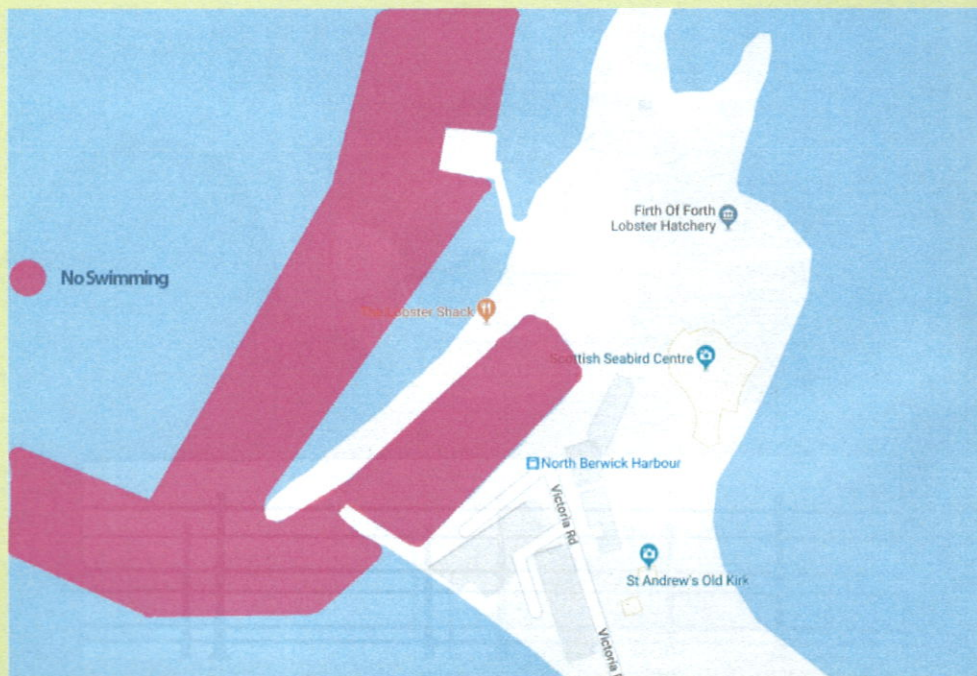 Firth Of Forth
Lobster Hatchery
No Swimming
The Lobster Shack
Scottish Seabird Centre
North Berwick Harbour
Victoria Rd
St Andrew's Old Kirk
Victoria